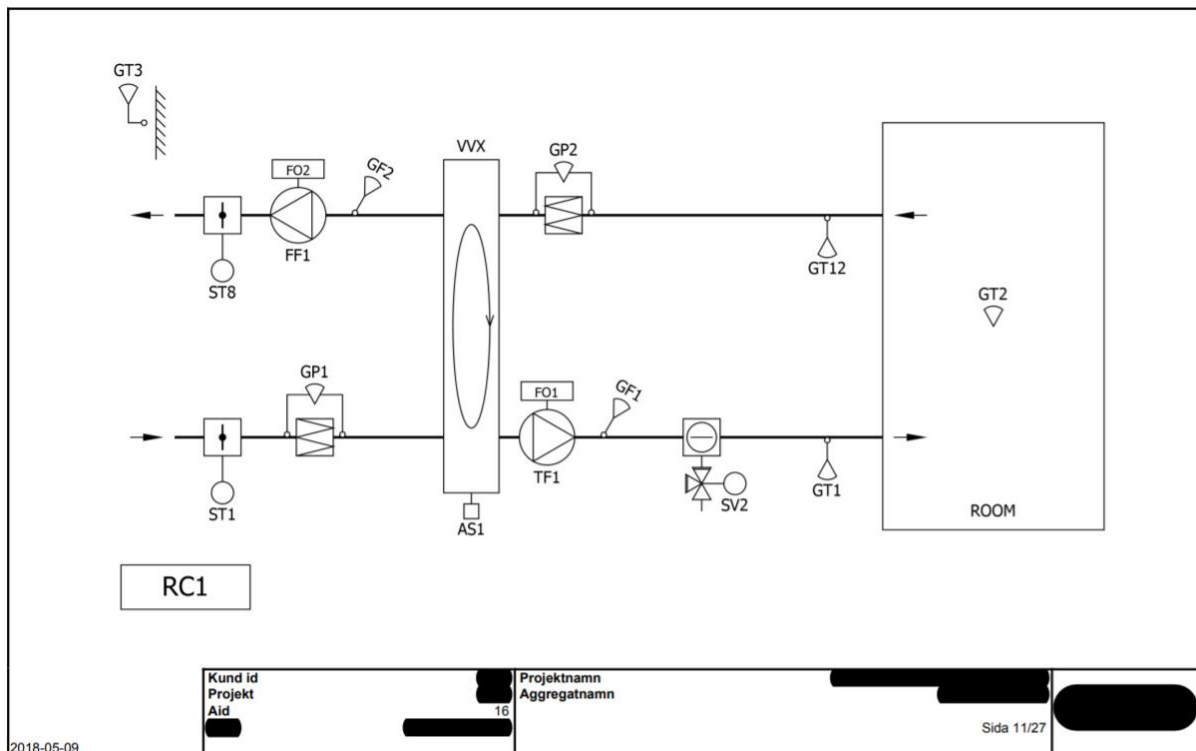 GT3
VVX
GP2
FO2
GF2
FF1
GT12
ST8
GT2
GP1
FO1
GF1
TF1
GT1
ST1
SV2
AS1
ROOM
RC1
Kund id
Projekt
Aid 16
Projektnamn
Aggregatnamn
Sida 11/27
2018-05-09